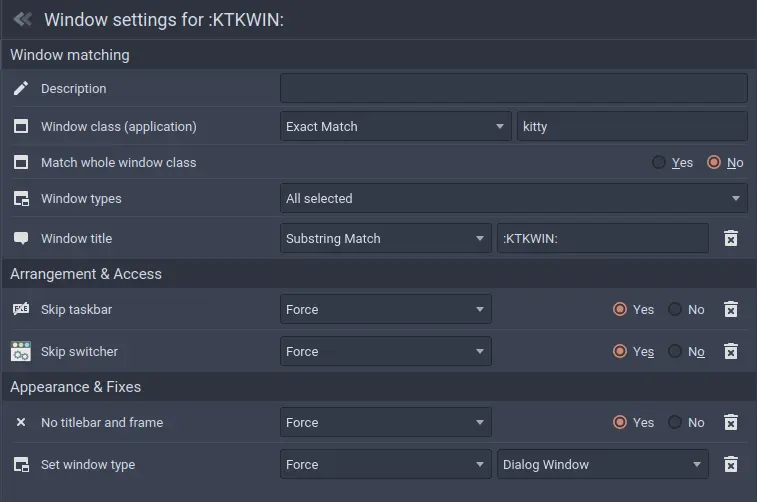 Window settings for :KTKWIN:
Window matching
Description
Window class (application) Exact Match kitty
Match whole window class Yes No
Window types All selected
Window title Substring Match :KTKWIN:
Arrangement & Access
Skip taskbar Force Yes No
Skip switcher Force Yes No
Appearance & Fixes
No titlebar and frame Force Yes No
Set window type Force Dialog Window